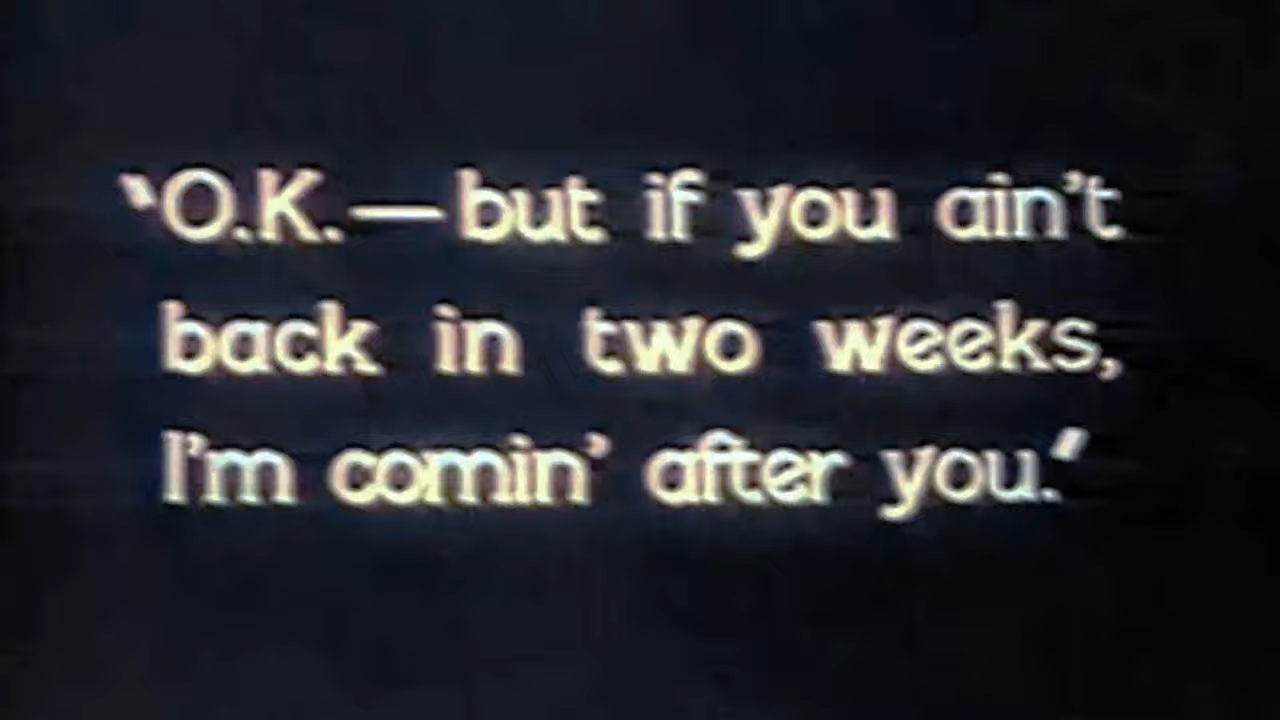 "O.K.—but if you ain't
back in two weeks,
I'm comin' after you."